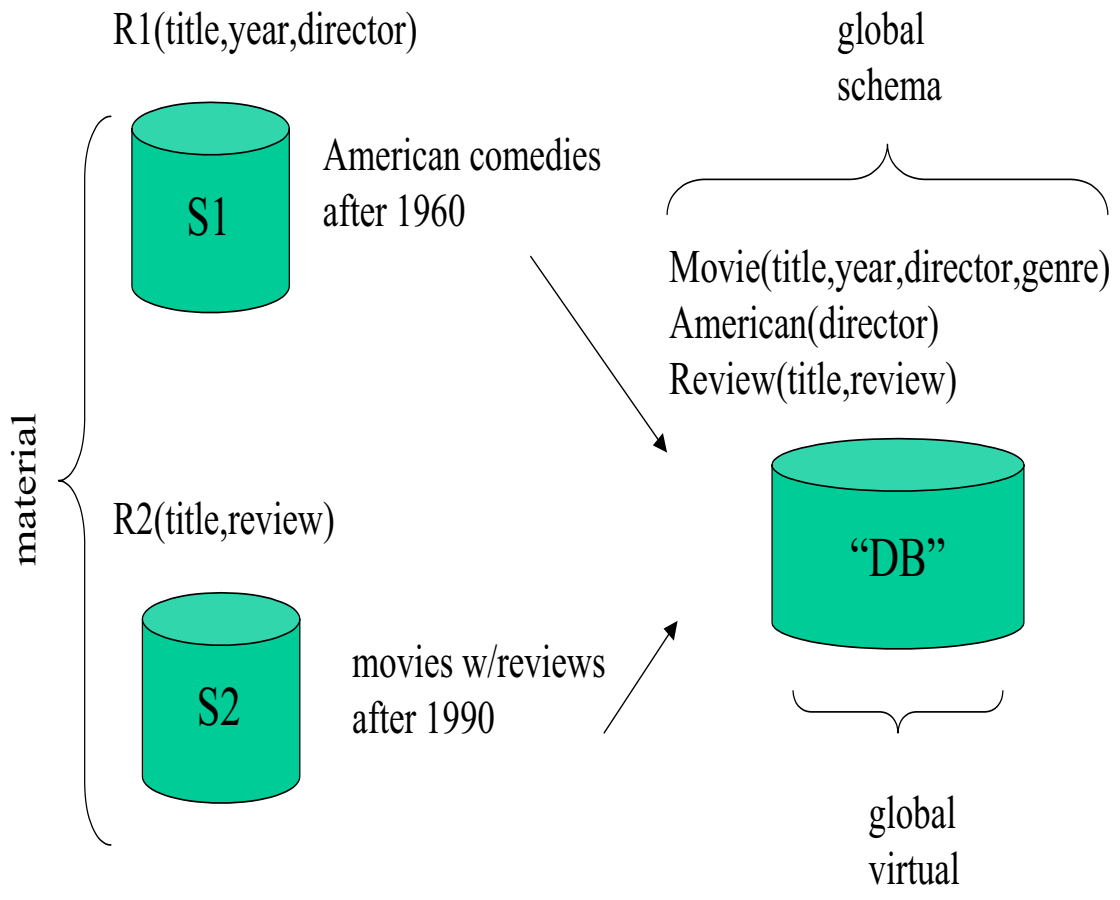 R1(title,year,director)
S1
American comedies
after 1960
material
R2(title,review)
S2
movies w/reviews
after 1990
global
schema
Movie(title,year,director,genre)
American(director)
Review(title,review)
“DB”
global
virtual